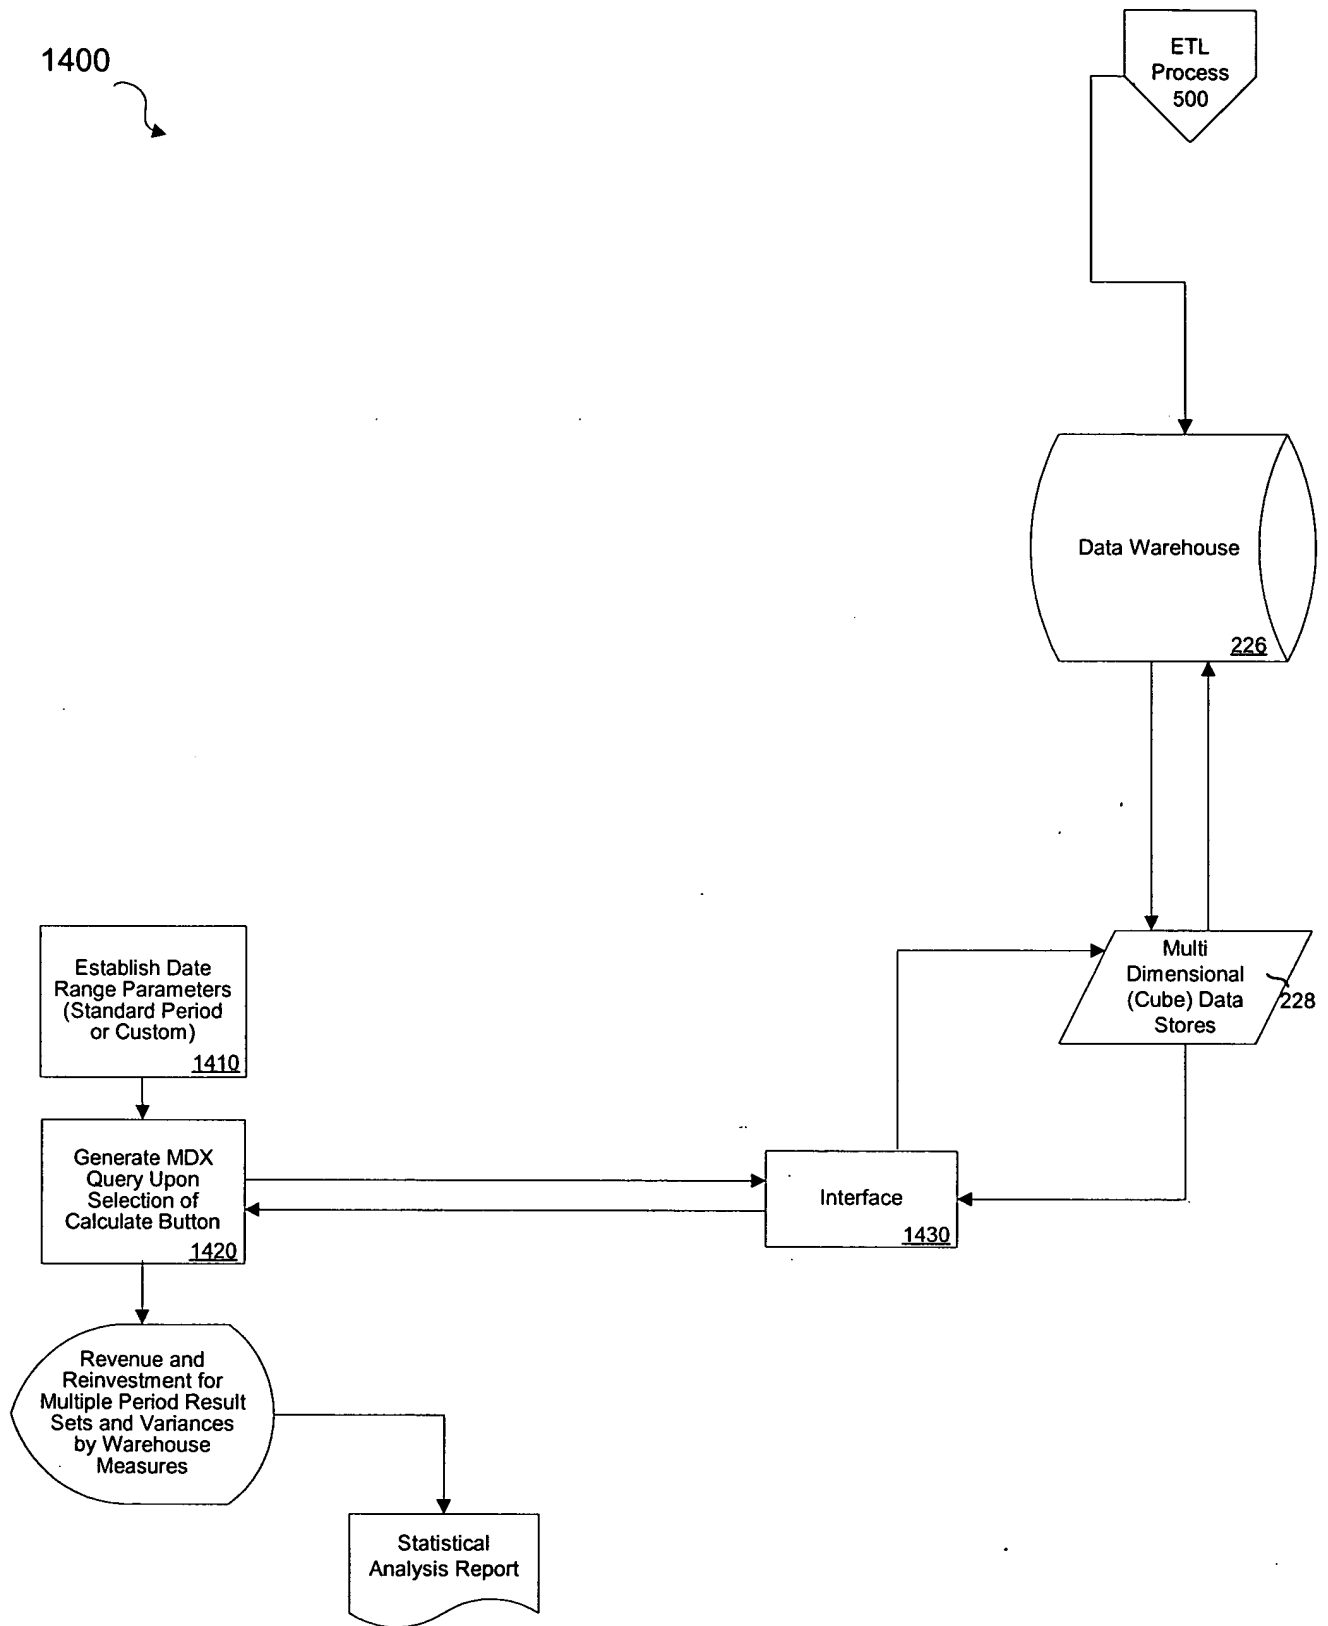 1400
ETL
Process
500
Data Warehouse
226
Multi
Dimensional
(Cube) Data
Stores
228
Establish Date
Range Parameters
(Standard Period
or Custom)
1410
Generate MDX
Query Upon
Selection of
Calculate Button
1420
Interface
1430
Revenue and
Reinvestment for
Multiple Period Result
Sets and Variances
by Warehouse
Measures
Statistical
Analysis Report